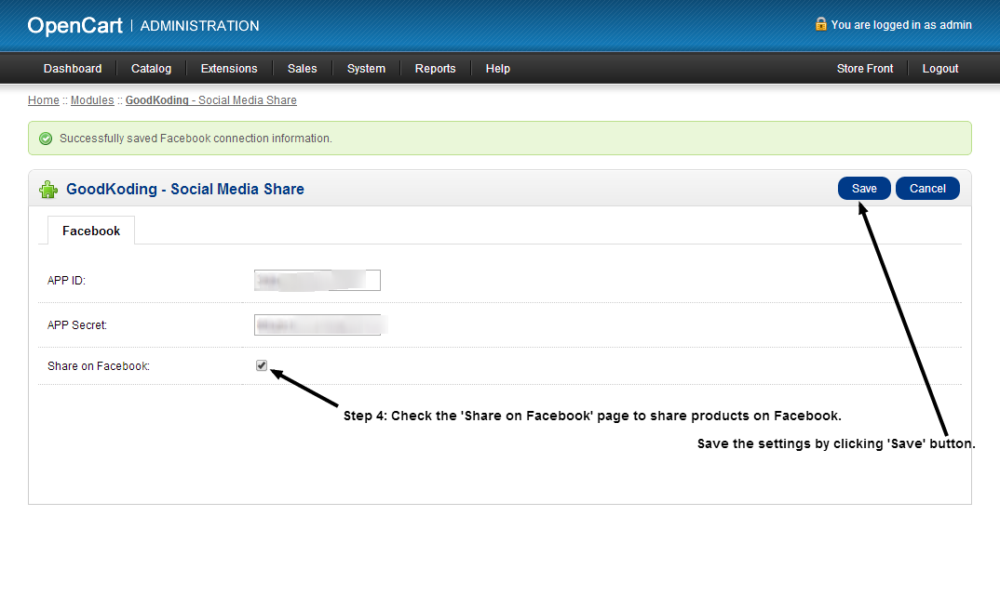 OpenCart | ADMINISTRATION
You are logged in as admin
Dashboard Catalog Extensions Sales System Reports Help Store Front Logout
Home :: Modules :: GoodKoding - Social Media Share
Successfully saved Facebook connection information.
GoodKoding - Social Media Share Save Cancel
Facebook
APP ID:
APP Secret:
Share on Facebook:
Step 4: Check the 'Share on Facebook' page to share products on Facebook.
Save the settings by clicking 'Save' button.